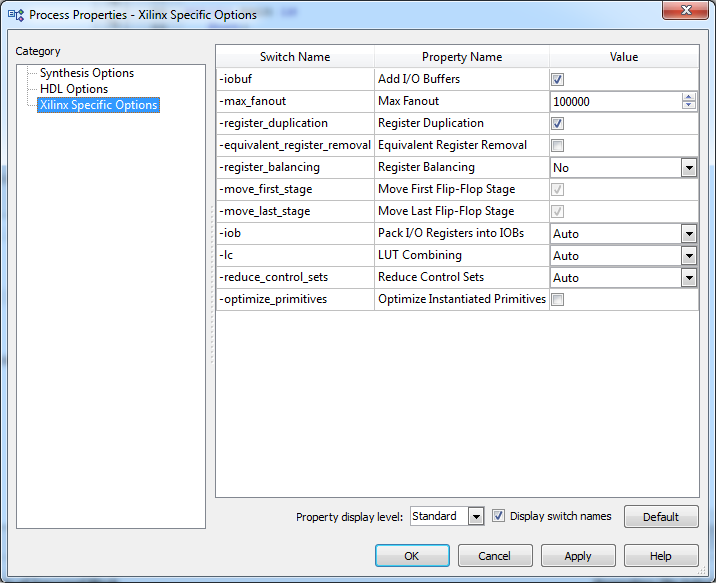 Process Properties - Xilinx Specific Options
Category
Synthesis Options
HDL Options
Xilinx Specific Options
Switch Name Property Name Value
-iobuf Add I/O Buffers
-max_fanout Max Fanout 100000
-register_duplication Register Duplication
-equivalent_register_removal Equivalent Register Removal
-register_balancing Register Balancing No
-move_first_stage Move First Flip-Flop Stage
-move_last_stage Move Last Flip-Flop Stage
-iob Pack I/O Registers into IOBs Auto
-lc LUT Combining Auto
-reduce_control_sets Reduce Control Sets Auto
-optimize_primitives Optimize Instantiated Primitives
Property display level: Standard Display switch names Default
OK Cancel Apply Help